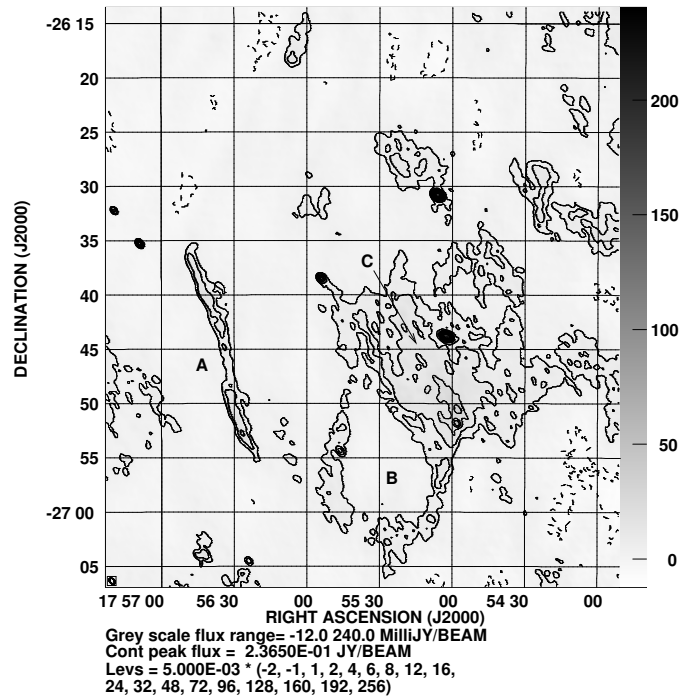 -26 15
20
25
30
35
40
45
50
55
-27 00
05
DECLINATION (J2000)
A
B
C
200
150
100
50
0
17 57 00 56 30 00 55 30 00 54 30 00
RIGHT ASCENSION (J2000)
Grey scale flux range= -12.0 240.0 MilliJY/BEAM
Cont peak flux = 2.3650E-01 JY/BEAM
Levs = 5.000E-03 * (-2, -1, 1, 2, 4, 6, 8, 12, 16,
24, 32, 48, 72, 96, 128, 160, 192, 256)